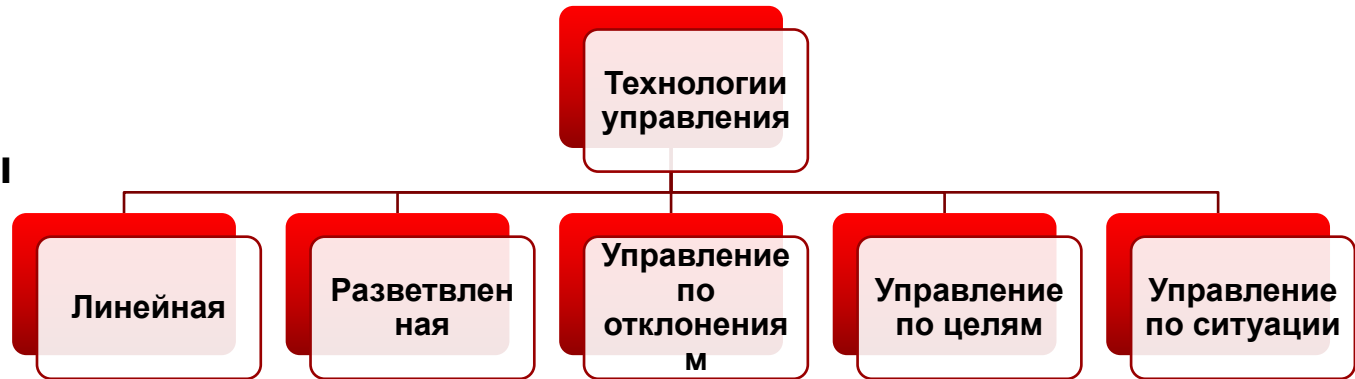 Технологии
управления
Линейная
Разветвлен
ная
Управление
по
отклонения
м
Управление
по целям
Управление
по ситуации